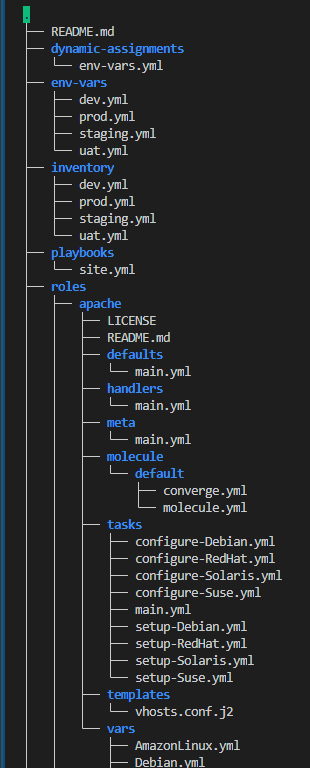 .
├── README.md
├── dynamic-assignments
│   └── env-vars.yml
├── env-vars
│   ├── dev.yml
│   ├── prod.yml
│   ├── staging.yml
│   └── uat.yml
├── inventory
│   ├── dev.yml
│   ├── prod.yml
│   ├── staging.yml
│   └── uat.yml
├── playbooks
│   └── site.yml
├── roles
│   ├── apache
│   │   ├── LICENSE
│   │   ├── README.md
│   │   ├── defaults
│   │   │   └── main.yml
│   │   ├── handlers
│   │   │   └── main.yml
│   │   ├── meta
│   │   │   └── main.yml
│   │   ├── molecule
│   │   │   └── default
│   │   │       ├── converge.yml
│   │   │       └── molecule.yml
│   │   ├── tasks
│   │   │   ├── configure-Debian.yml
│   │   │   ├── configure-RedHat.yml
│   │   │   ├── configure-Solaris.yml
│   │   │   ├── configure-Suse.yml
│   │   │   ├── main.yml
│   │   │   ├── setup-Debian.yml
│   │   │   ├── setup-RedHat.yml
│   │   │   ├── setup-Solaris.yml
│   │   │   └── setup-Suse.yml
│   │   ├── templates
│   │   │   └── vhosts.conf.j2
│   │   └── vars
│   │       ├── AmazonLinux.yml
│   │       ├── Debian.yml